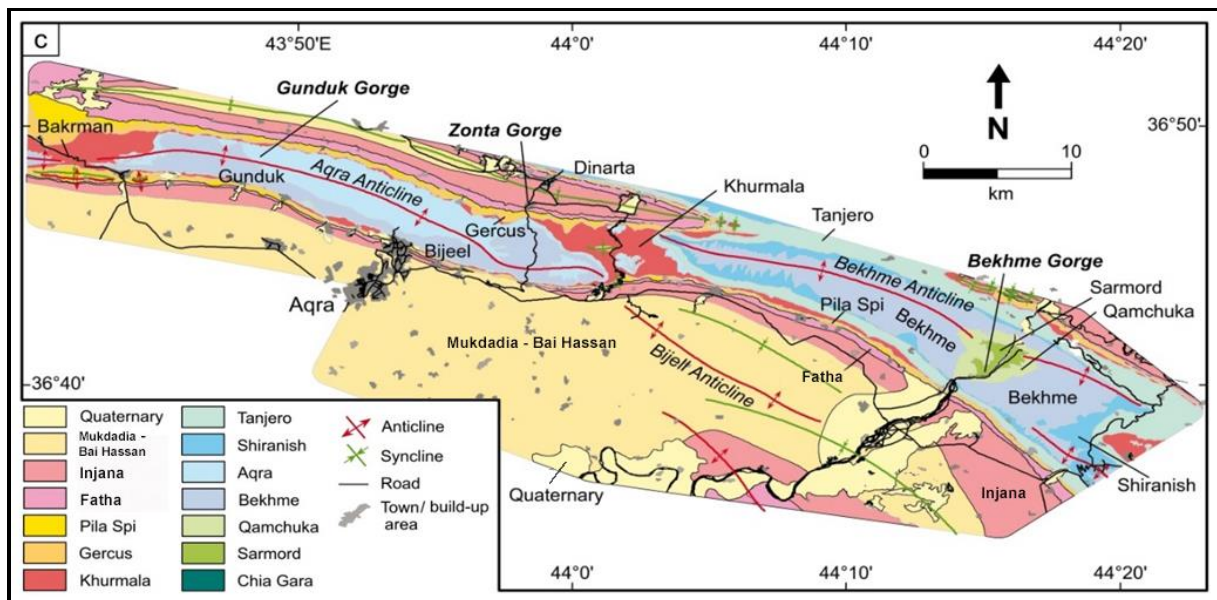 C
43°50'E
44°0'
44°10'
44°20'
Gunduk Gorge
Bakrman
Zonta Gorge
36°50'
N
0
10
km
Dinarta
Gunduk
Aqra Anticline
Khurmala
Gercus
Tanjero
Bijeel
Bekhme Gorge
Bekhme Anticline
Sarmord
Aqra
Pila Spi
Bekhme
Qamchuka
Mukdadia - Bai Hassan
36°40'
Bijell Anticline
Fatha
Bekhme
Quaternary
Mukdadia -
Bai Hassan
Injana
Fatha
Pila Spi
Gercus
Khurmala
Tanjero
Shiranish
Aqra
Bekhme
Qamchuka
Sarmord
Chia Gara
Anticline
Syncline
Road
Town/ build-up
area
Quaternary
Injana
Shiranish
44°0'
44°10'
44°20'